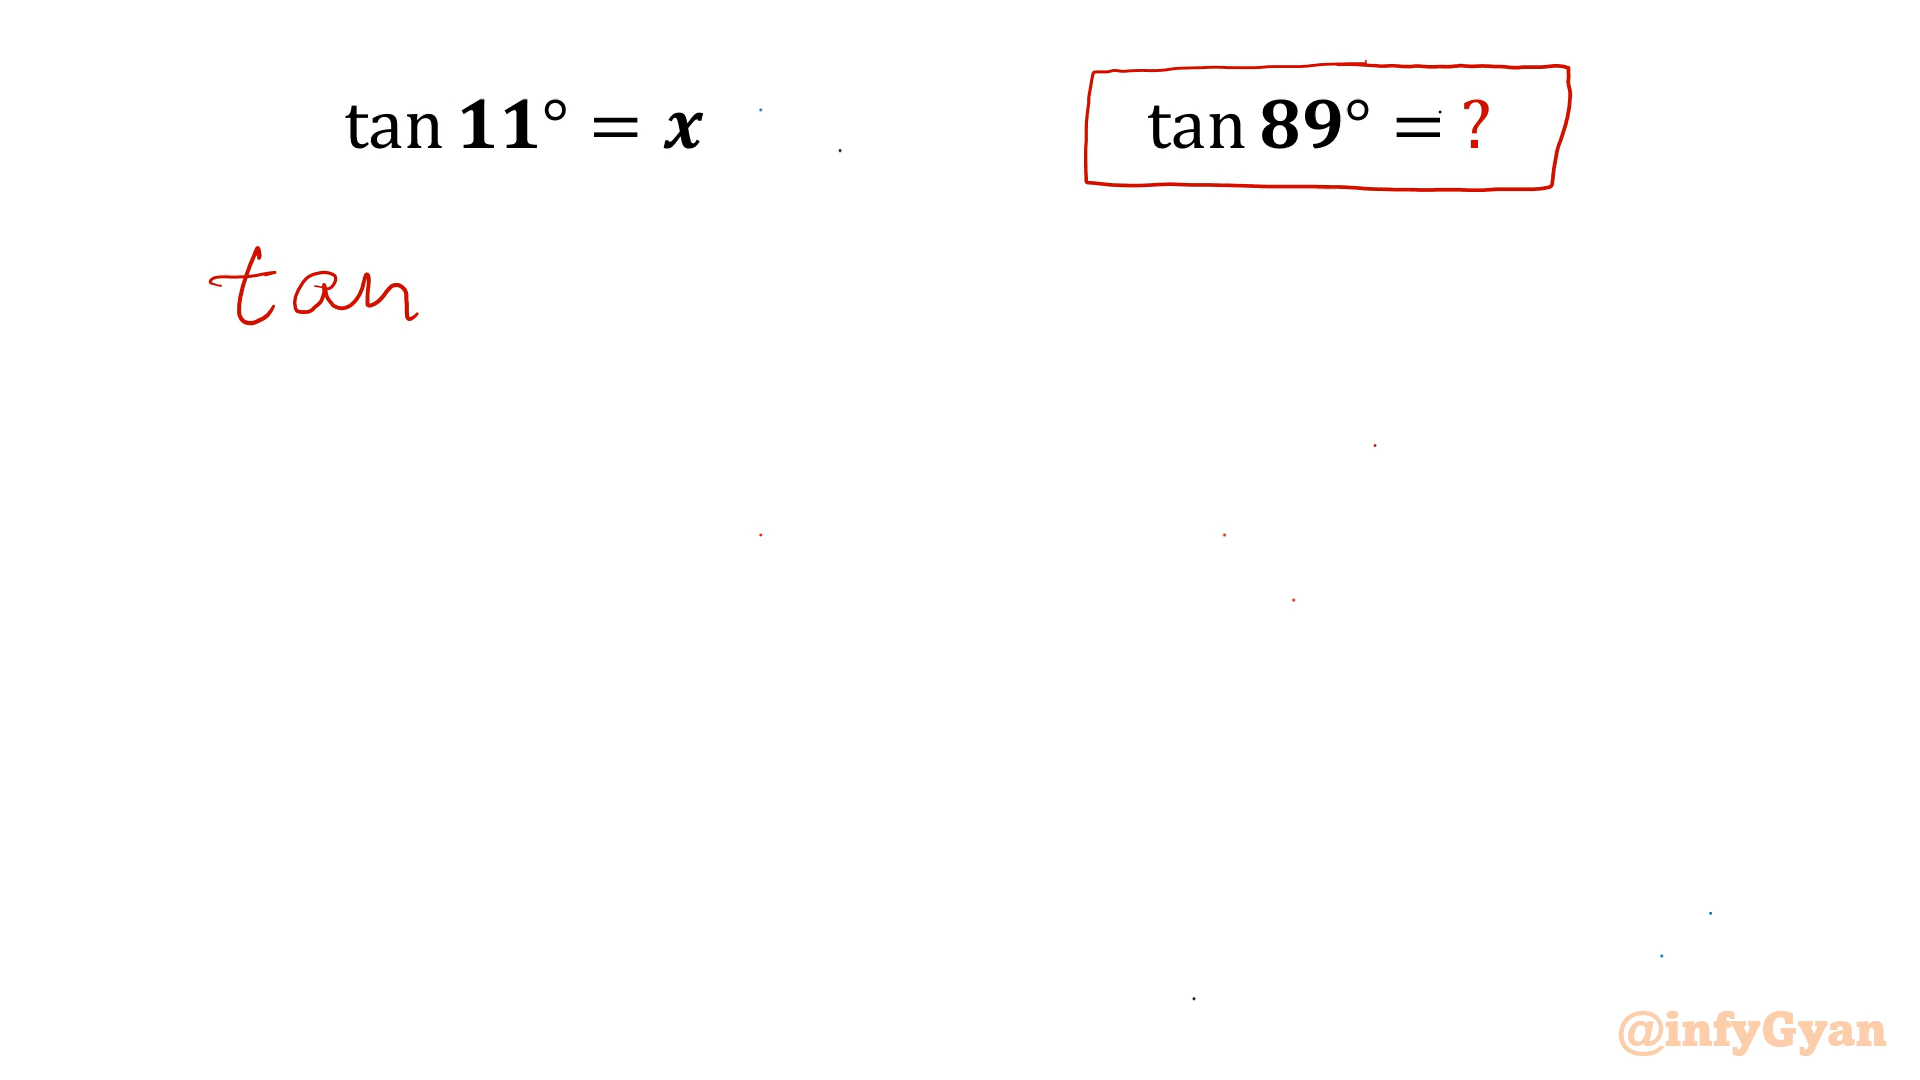 tan 11° = x
tan 89° = ?
tan
@infyGyan